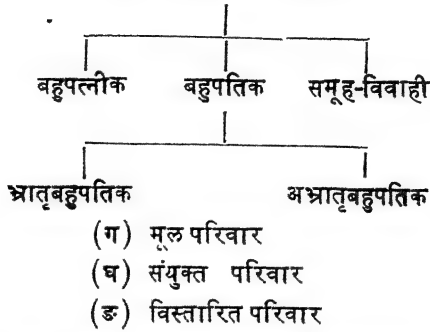 बहुपत्नीक बहुपतिक समूह-विवाही
भ्रातृबहुपतिक अभ्रातृबहुपतिक
(ग) मूल परिवार
(घ) संयुक्त परिवार
(ङ) विस्तारित परिवार